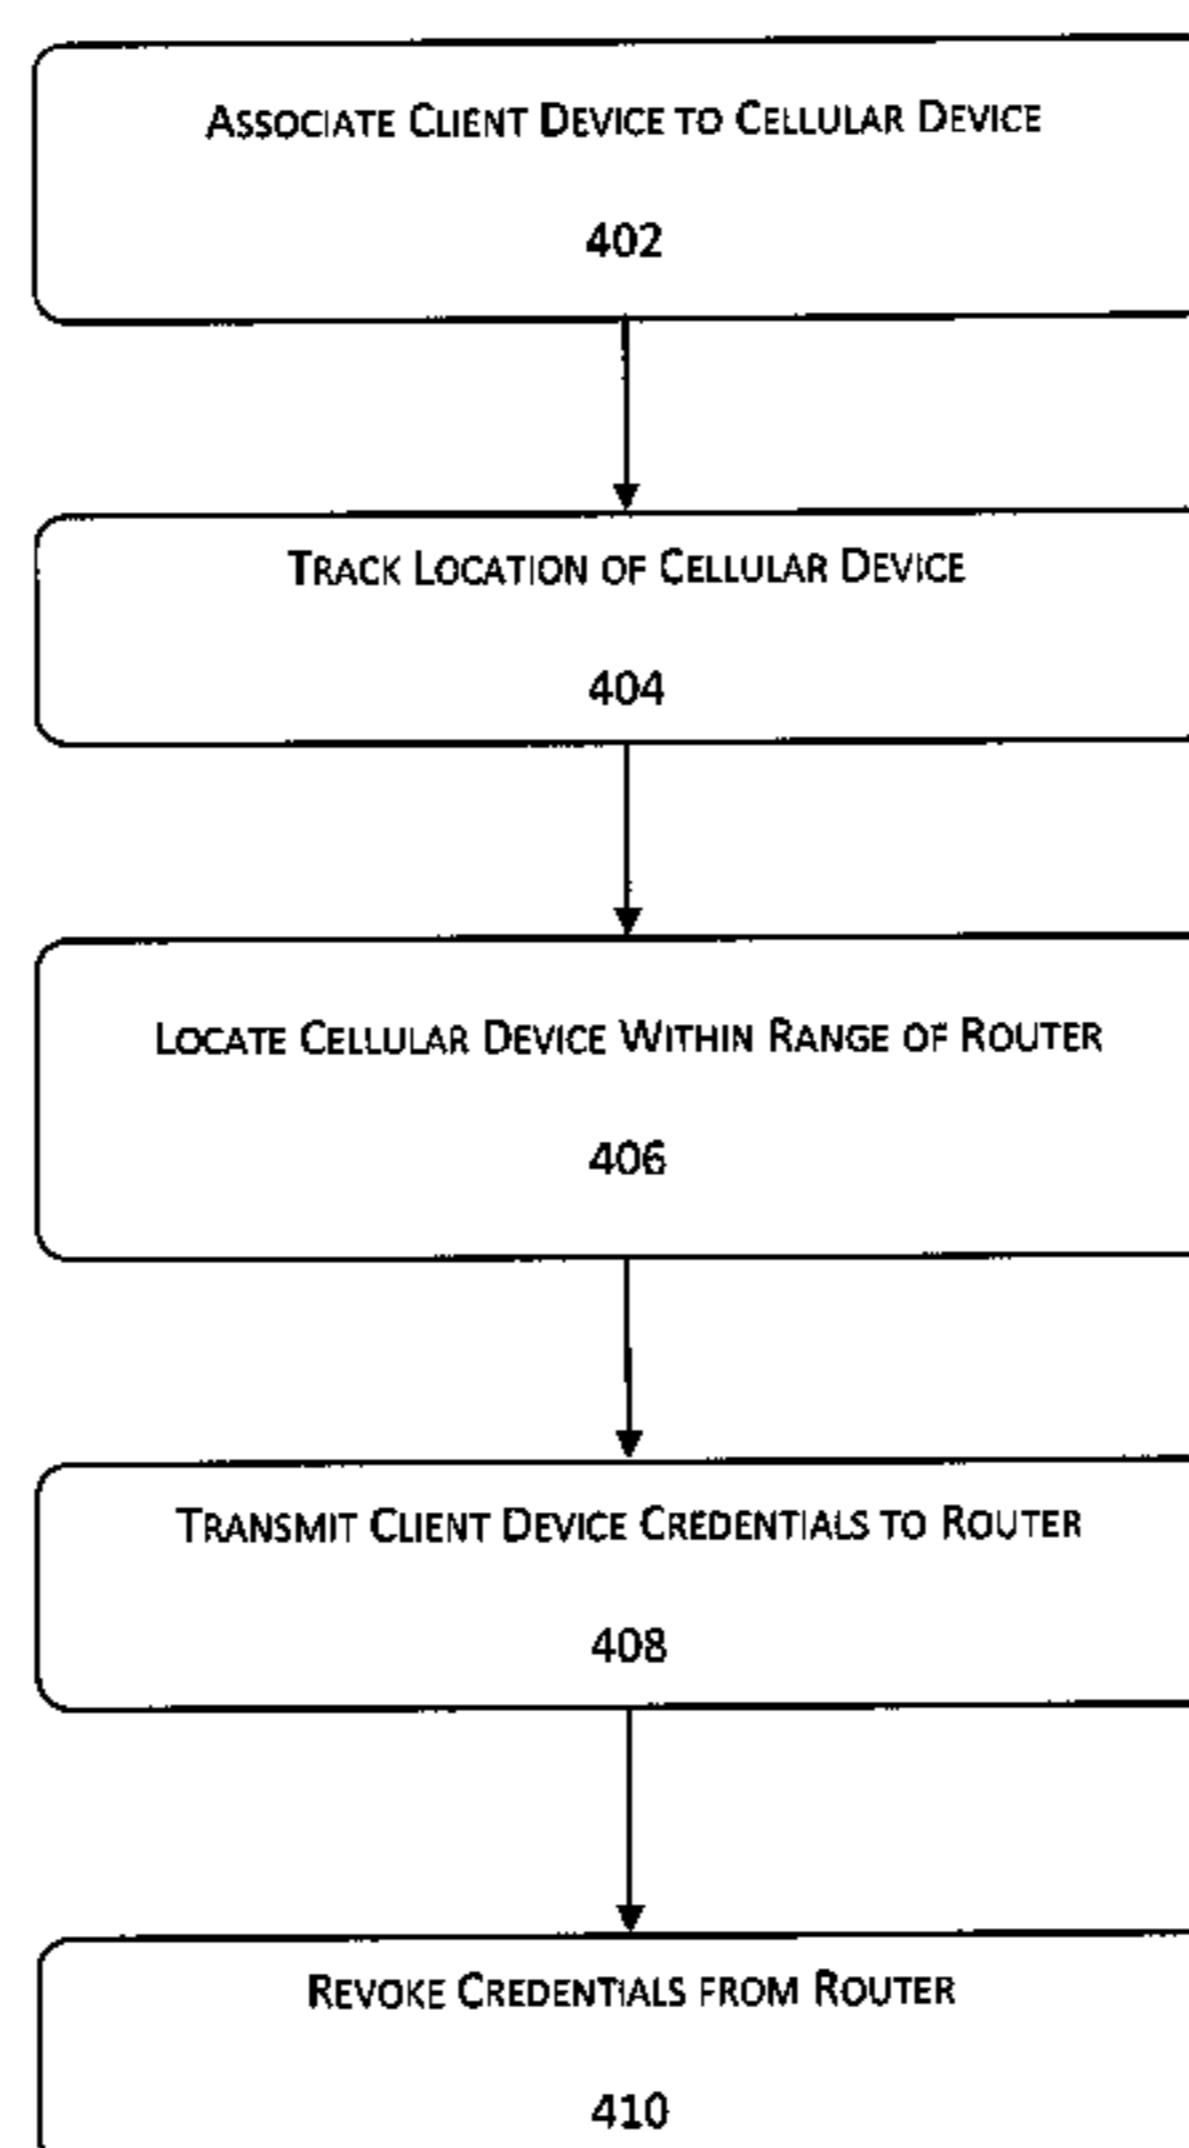 ASSOCIATE CLIENT DEVICE TO CELLULAR DEVICE
402
TRACK LOCATION OF CELLULAR DEVICE
404
LOCATE CELLULAR DEVICE WITHIN RANGE OF ROUTER
406
TRANSMIT CLIENT DEVICE CREDENTIALS TO ROUTER
408
REVOKE CREDENTIALS FROM ROUTER
410